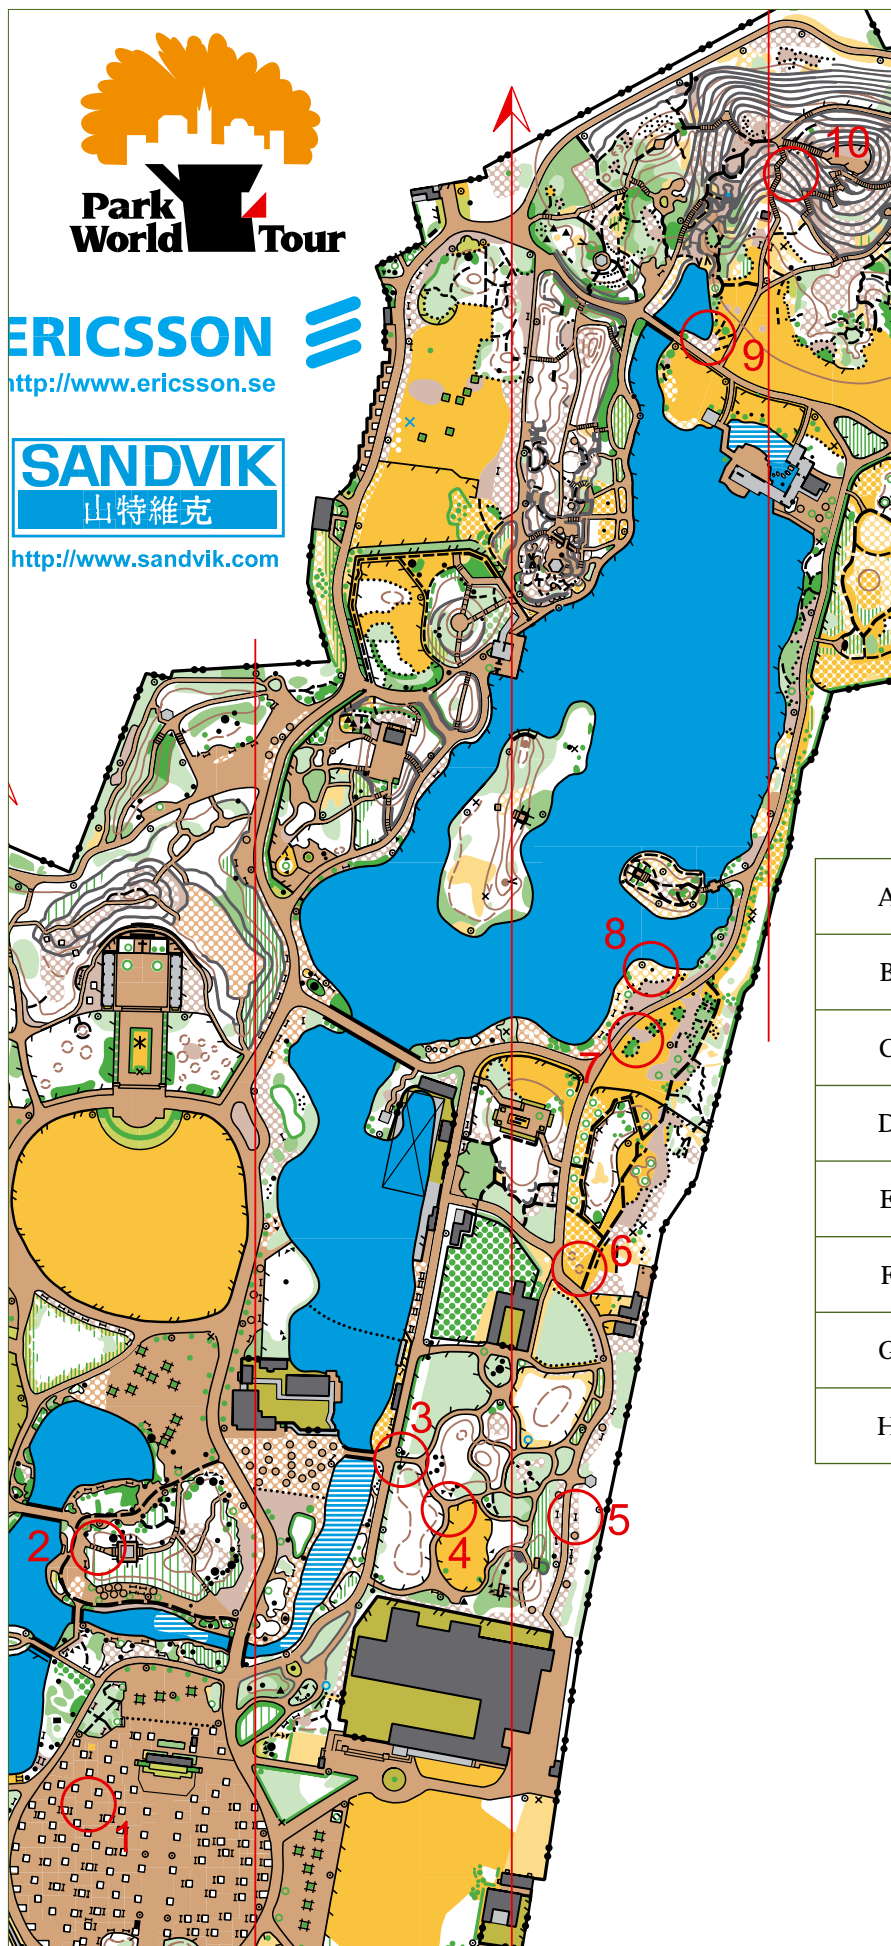 Park
World Tour
ERICSSON
http://www.ericsson.se
SANDVIK
山特維克
http://www.sandvik.com
10
9
8
7
6
3
5
4
2
1
A
B
C
D
E
F
G
H